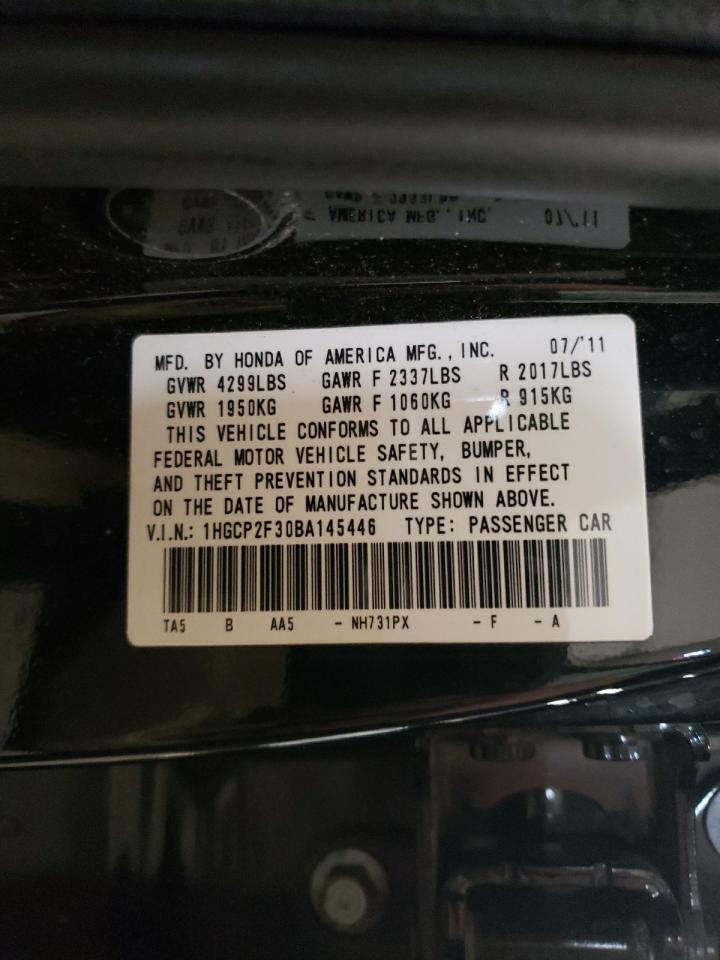 MFD. BY HONDA OF AMERICA MFG., INC. 07/'11
GVWR 4299LBS GAWR F 2337LBS R 2017LBS
GVWR 1950KG GAWR F 1060KG R 915KG
THIS VEHICLE CONFORMS TO ALL APPLICABLE
FEDERAL MOTOR VEHICLE SAFETY, BUMPER,
AND THEFT PREVENTION STANDARDS IN EFFECT
ON THE DATE OF MANUFACTURE SHOWN ABOVE.
V.I.N.: 1HGCP2F30BA145446 TYPE: PASSENGER CAR
TA5 B AA5 - NH731PX - F - A